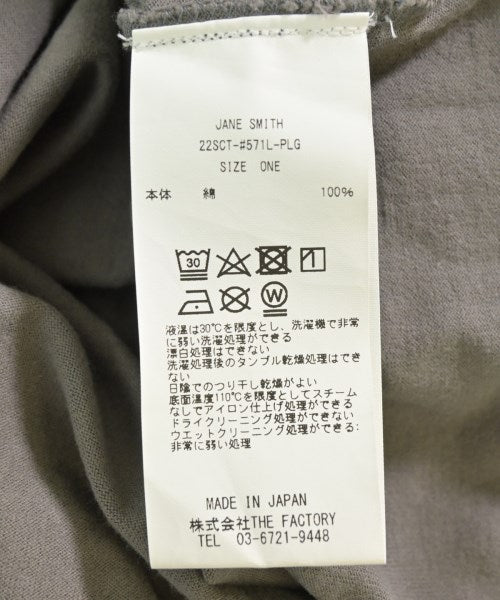 JANE SMITH
22SCT-#571L-PLG
SIZE ONE
本体 綿 100%
30
W
液温は30℃を限度とし、洗濯機で非常
に弱い洗濯ができる
漂白処理はできない
洗濯処理後のタンブル乾燥処理はでき
ない
日陰でのつり干し乾燥がよい
底面温度110℃を限度としてスチーム
なしでアイロン仕上げ処理ができる
ドライクリーニング処理ができない
ウエットクリーニング処理ができる:
非常に弱い処理
MADE IN JAPAN
株式会社THE FACTORY
TEL 03-6721-9448